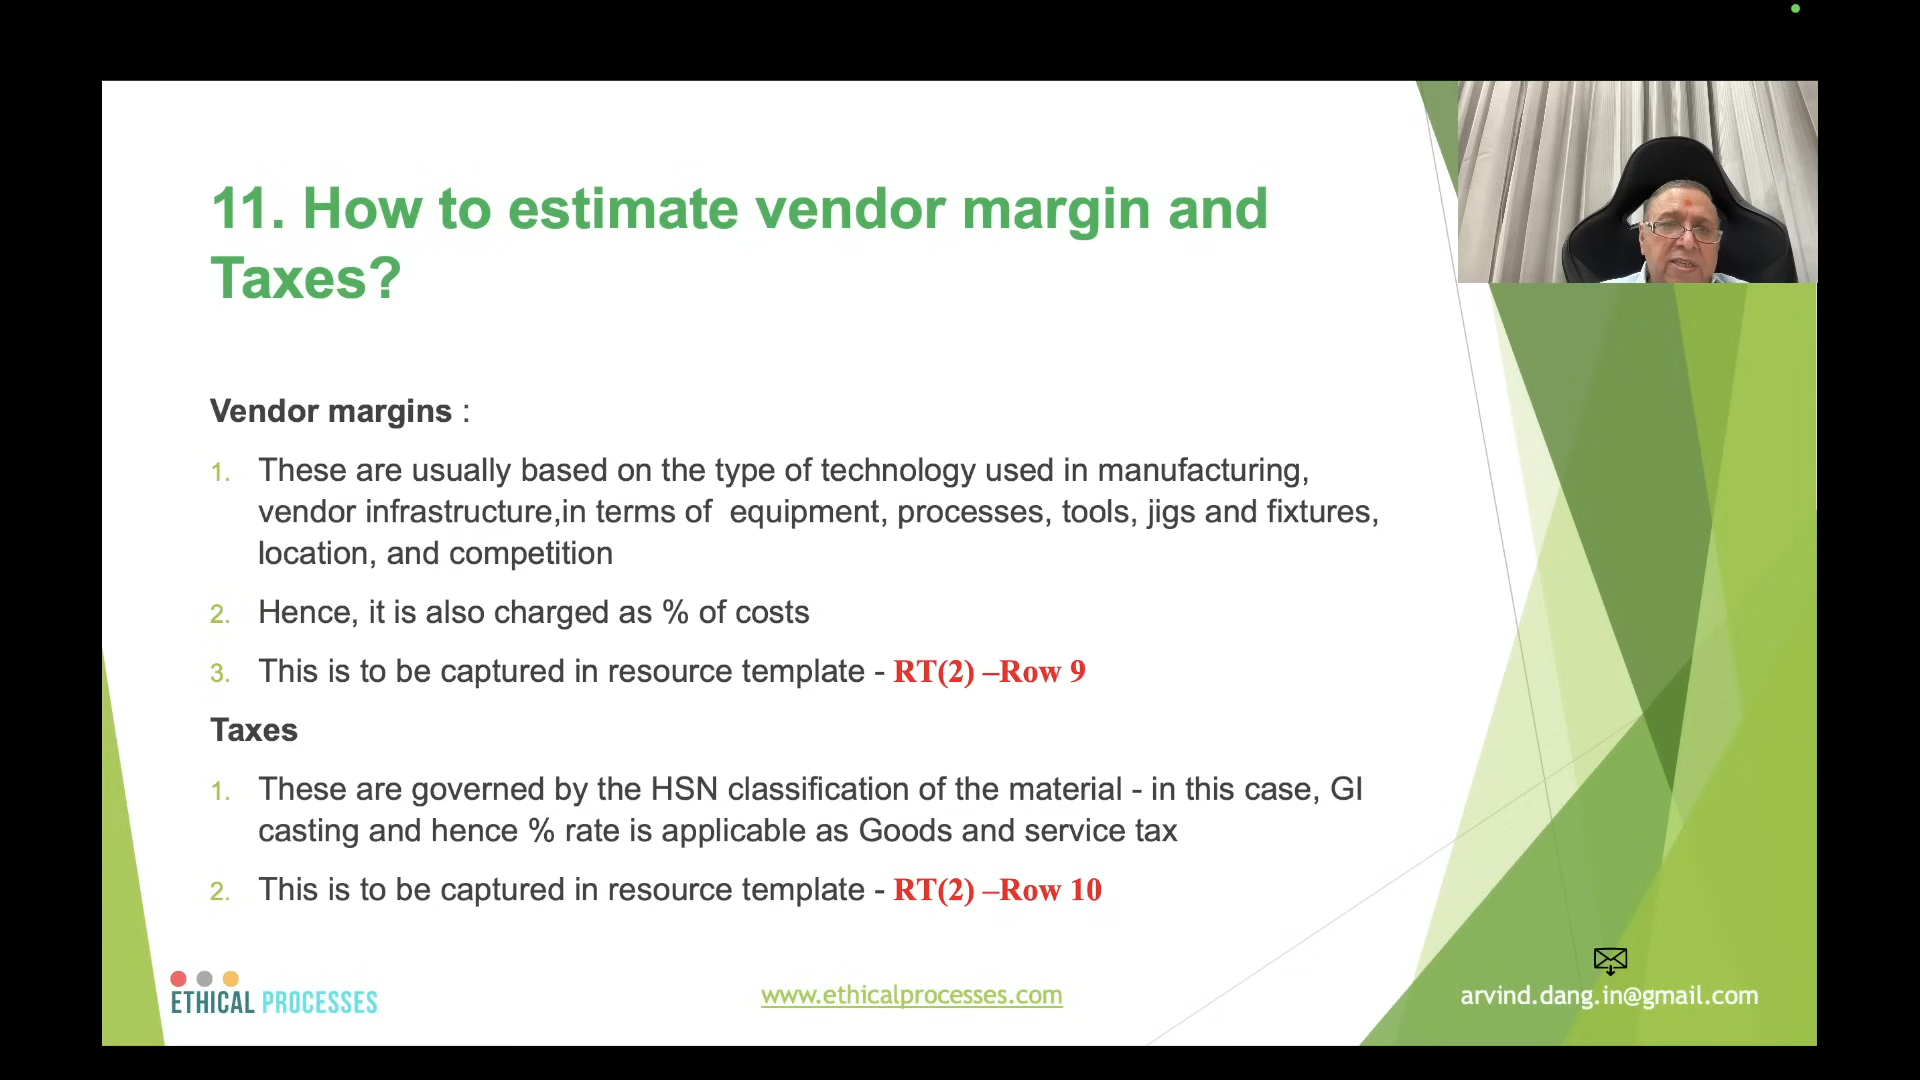 11. How to estimate vendor margin and
Taxes?
Vendor margins :
1. These are usually based on the type of technology used in manufacturing,
vendor infrastructure,in terms of  equipment, processes, tools, jigs and fixtures,
location, and competition
2. Hence, it is also charged as % of costs
3. This is to be captured in resource template - RT(2) –Row 9
Taxes
1. These are governed by the HSN classification of the material - in this case, GI
casting and hence % rate is applicable as Goods and service tax
2. This is to be captured in resource template - RT(2) –Row 10
ETHICAL PROCESSES
www.ethicalprocesses.com
arvind.dang.in@gmail.com